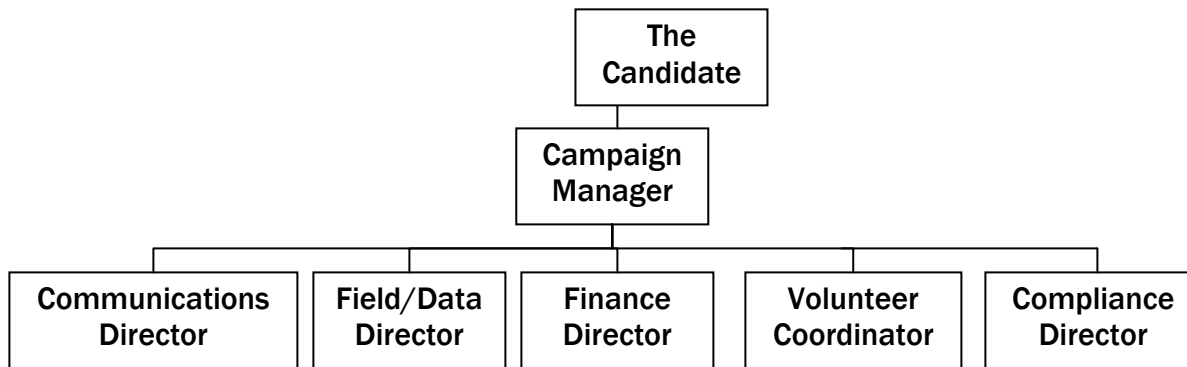 The
Candidate
Campaign
Manager
Communications
Director
Field/Data
Director
Finance
Director
Volunteer
Coordinator
Compliance
Director